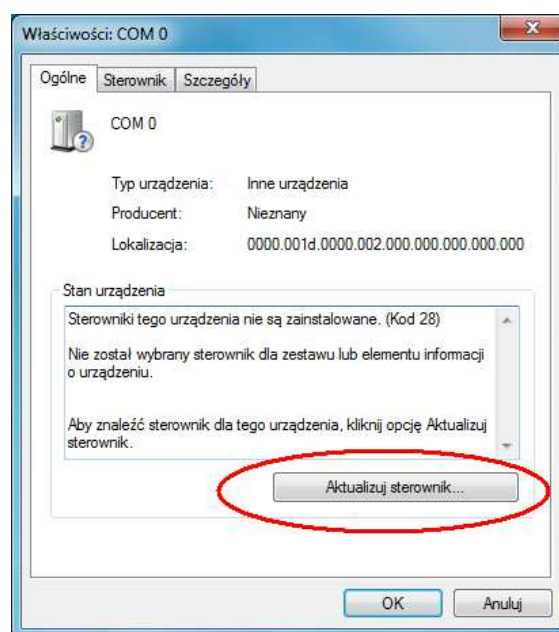 Właściwości: COM 0
Ogólne Sterownik Szczegóły
COM 0
Typ urządzenia: Inne urządzenia
Producent: Nieznany
Lokalizacja: 0000.001d.0000.002.000.000.000.000.000
Stan urządzenia
Sterowniki tego urządzenia nie są zainstalowane. (Kod 28)
Nie został wybrany sterownik dla zestawu lub elementu informacji
o urządzeniu.
Aby znaleźć sterownik dla tego urządzenia, kliknij opcję Aktualizuj
sterownik.
Aktualizuj sterownik...
OK Anuluj